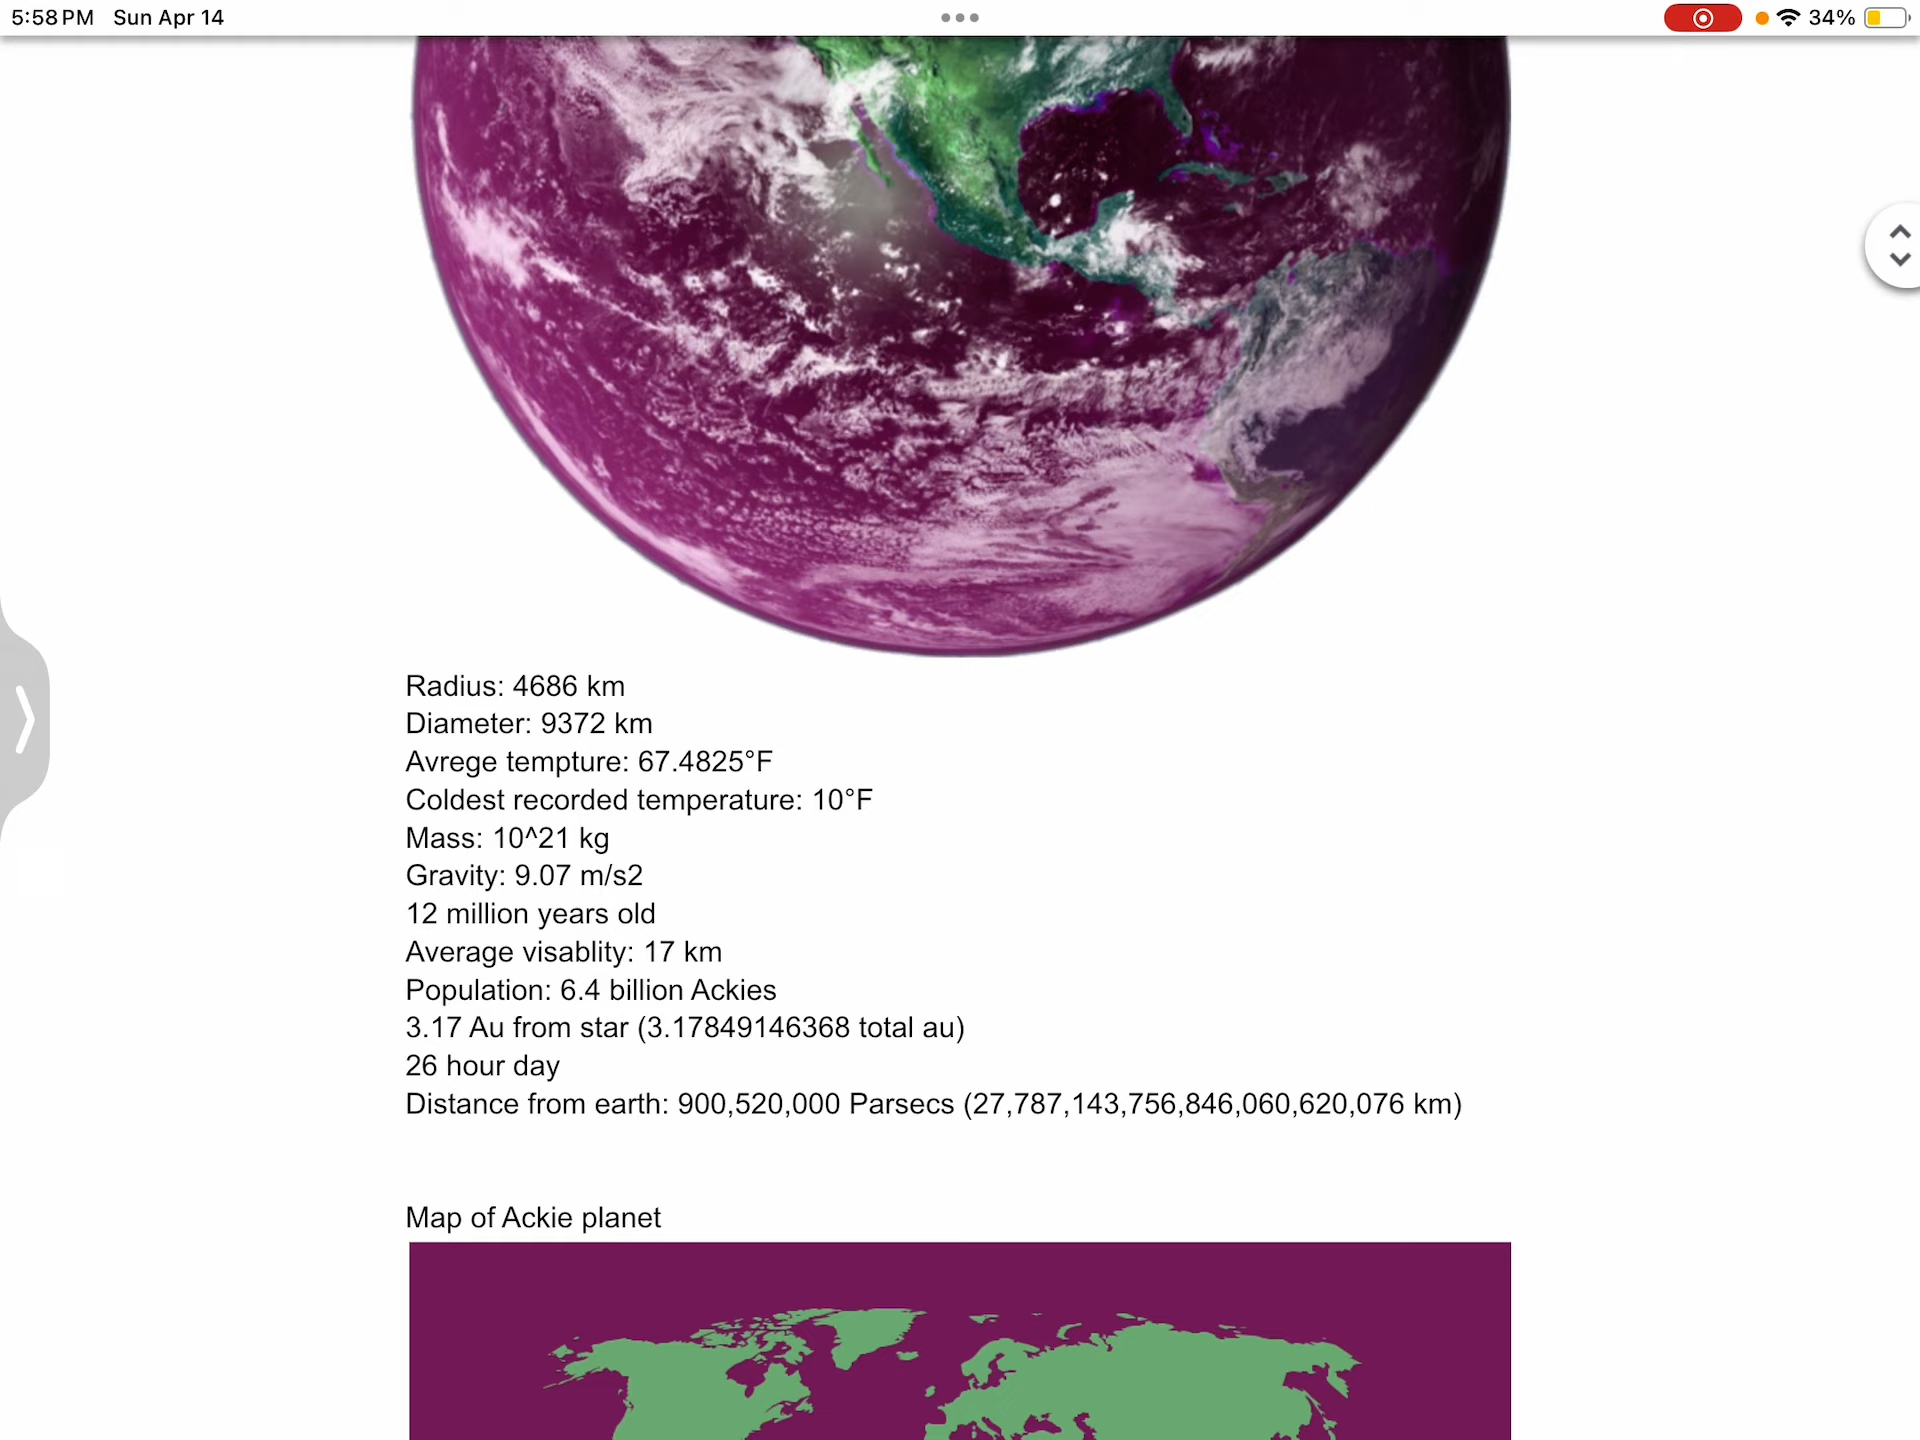 5:58 PM Sun Apr 14
34%
Radius: 4686 km
Diameter: 9372 km
Avrege tempture: 67.4825°F
Coldest recorded temperature: 10°F
Mass: 10^21 kg
Gravity: 9.07 m/s2
12 million years old
Average visablity: 17 km
Population: 6.4 billion Ackies
3.17 Au from star (3.17849146368 total au)
26 hour day
Distance from earth: 900,520,000 Parsecs (27,787,143,756,846,060,620,076 km)
Map of Ackie planet